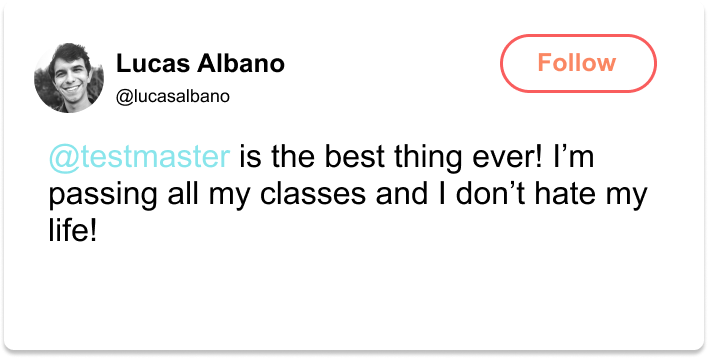 Lucas Albano
Follow
@lucasalbano
@testmaster is the best thing ever! I’m
passing all my classes and I don’t hate my
life!